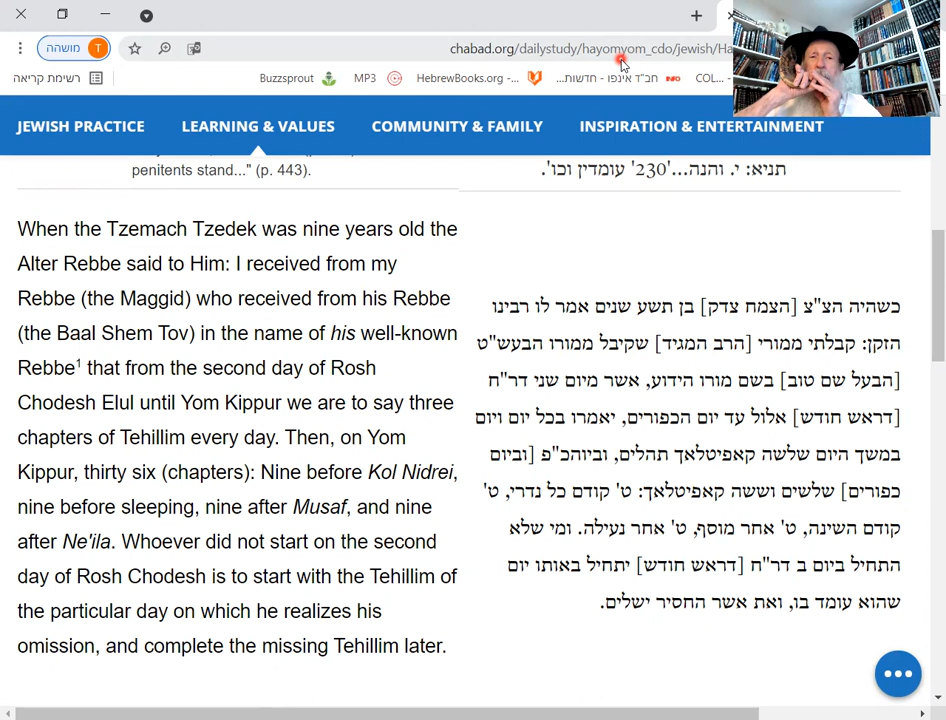 מושהה
chabad.org/dailystudy/hayomyom_cdo/jewish/Ha
רשימת קריאה
Buzzsprout
MP3
HebrewBooks.org -...
חב"ד אינפו - חדשות...
INFO
COL...
JEWISH PRACTICE
LEARNING & VALUES
COMMUNITY & FAMILY
INSPIRATION & ENTERTAINMENT
penitents stand..." (p. 443).
תניא: י. והנה...'230' עומדין וכו'.
When the Tzemach Tzedek was nine years old the
Alter Rebbe said to Him: I received from my
Rebbe (the Maggid) who received from his Rebbe
(the Baal Shem Tov) in the name of his well-known
Rebbe¹ that from the second day of Rosh
Chodesh Elul until Yom Kippur we are to say three
chapters of Tehillim every day. Then, on Yom
Kippur, thirty six (chapters): Nine before Kol Nidrei,
nine before sleeping, nine after Musaf, and nine
after Ne'ila. Whoever did not start on the second
day of Rosh Chodesh is to start with the Tehillim of
the particular day on which he realizes his
omission, and complete the missing Tehillim later.
כשהיה הצ"צ [הצמח צדק] בן תשע שנים אמר לו רבינו
הזקן: קבלתי ממורי [הרב המגיד] שקיבל ממורו הבעש"ט
[הבעל שם טוב] בשם מורו הידוע, אשר מיום שני דר"ח
[דראש חודש] אלול עד יום הכפורים, יאמרו בכל יום ויום
במשך היום שלשה קאפיטלאך תהלים, וביוהכ"פ [וביום
כפורים] שלשים וששה קאפיטלאך: ט' קודם כל נדרי, ט'
קודם השינה, ט' אחר מוסף, ט' אחר נעילה. ומי שלא
התחיל ביום ב דר"ח [דראש חודש] יתחיל באותו יום
שהוא עומד בו, ואת אשר החסיר ישלים.